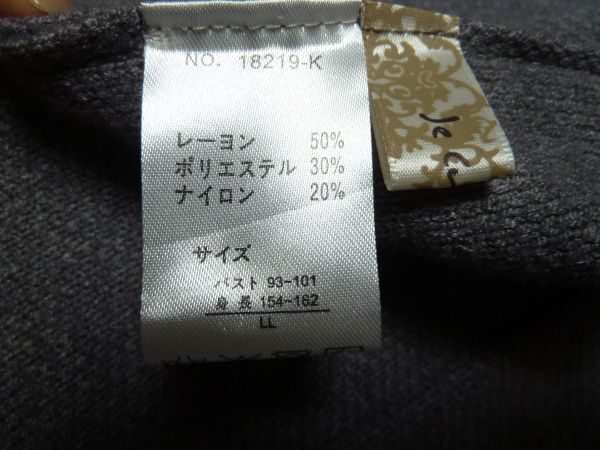 NO. 18219-K
レーヨン 50%
ポリエステル 30%
ナイロン 20%
サイズ
バスト 93~101
身長 154~162
LL
Je